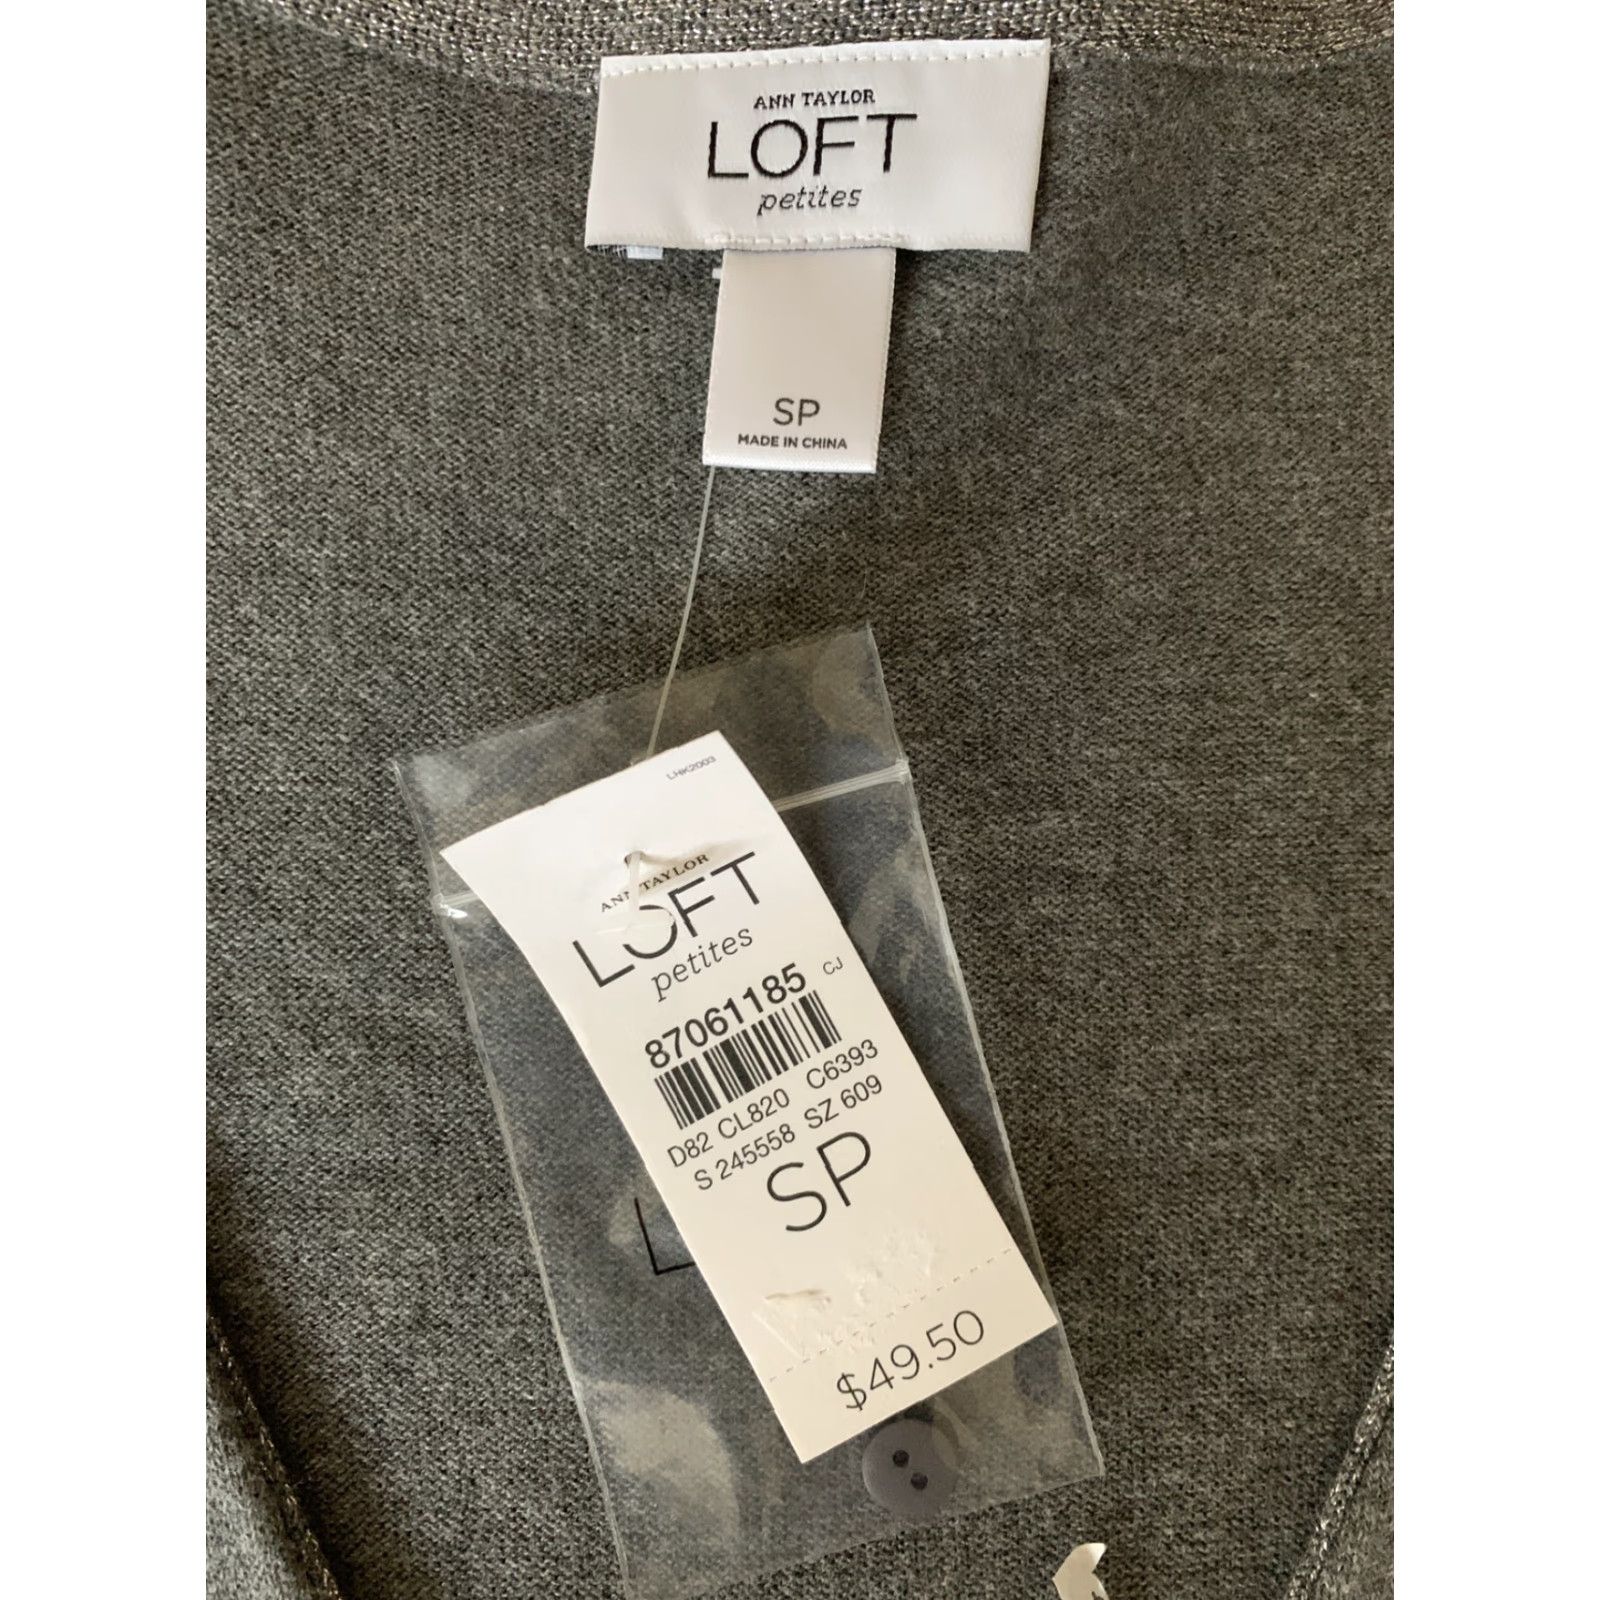 ANN TAYLOR
LOFT
petites
SP
MADE IN CHINA
LHK2003
ANN TAYLOR
LOFT
petites
87061185 CJ
D82 CL820 C6393
S 245558 SZ 609
SP
$49.50
L